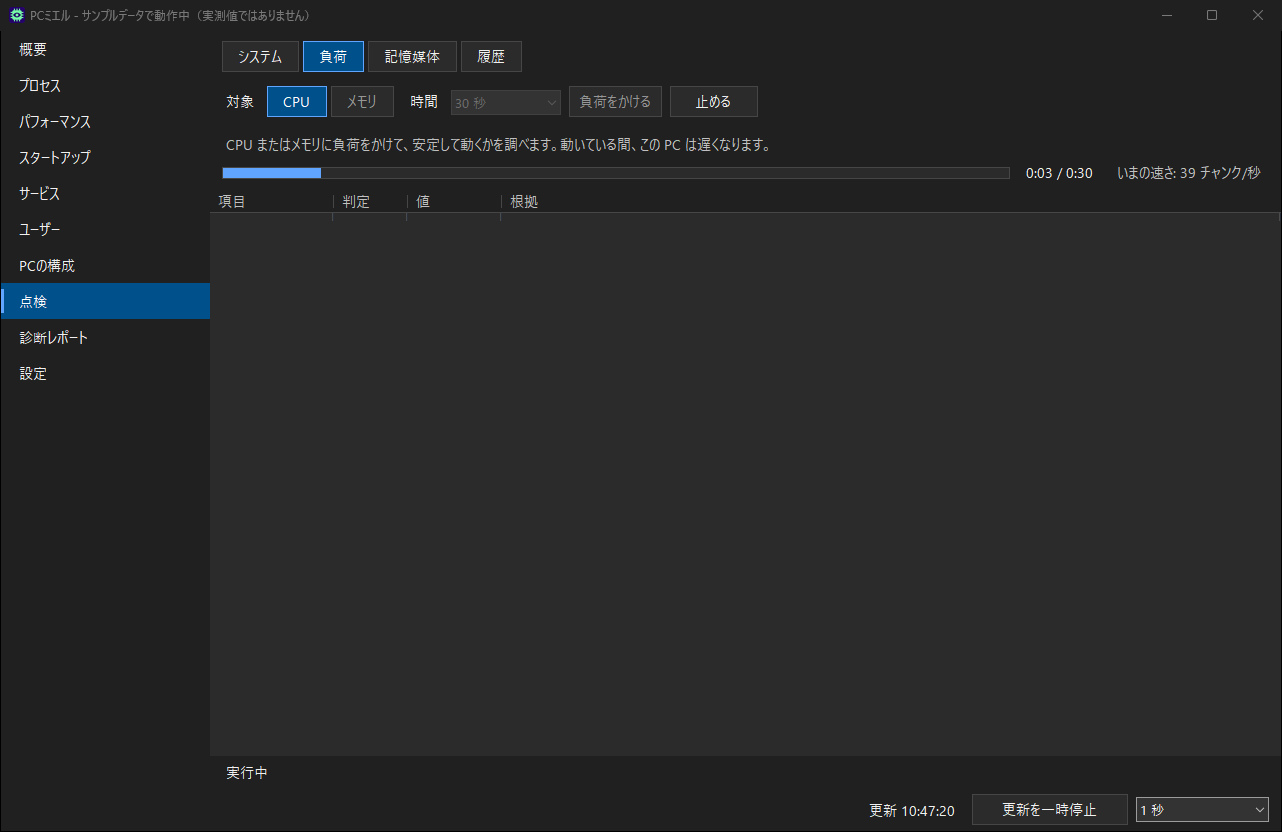 PCミエル - サンプルデータで動作中（実測値ではありません）
概要
プロセス
パフォーマンス
スタートアップ
サービス
ユーザー
PCの構成
点検
診断レポート
設定
システム 負荷 記憶媒体 履歴
対象 CPU メモリ 時間 30 秒 負荷をかける 止める
CPU またはメモリに負荷をかけて、安定して動くかを調べます。動いている間、この PC は遅くなります。
0:03 / 0:30 いまの速さ: 39 チャンク/秒
項目 判定 値 根拠
実行中
更新 10:47:20 更新を一時停止 1 秒